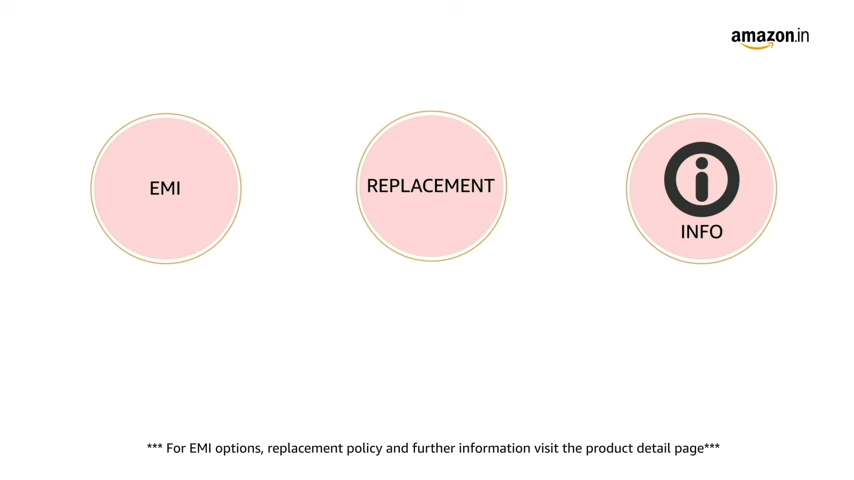 amazon.in
EMI
REPLACEMENT
INFO
*** For EMI options, replacement policy and further information visit the product detail page***